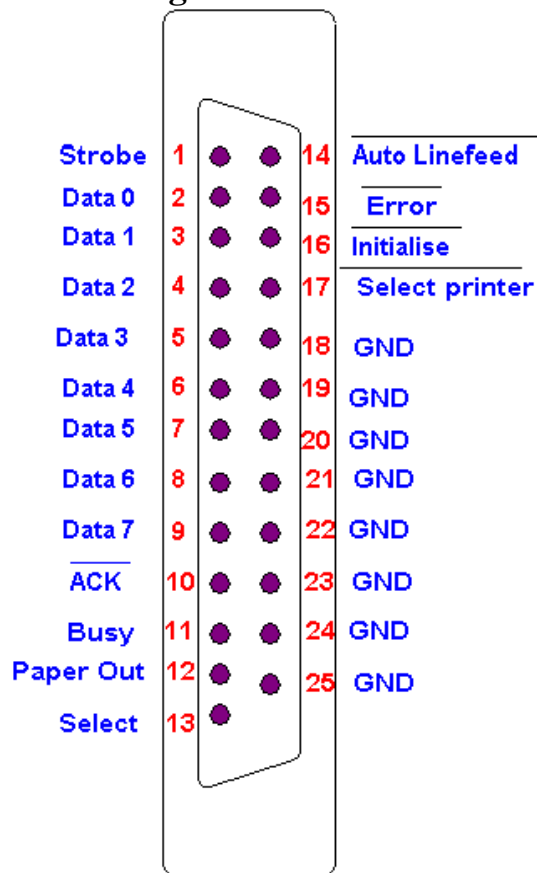 Strobe 1 14 Auto Linefeed
Data 0 2 15 Error
Data 1 3 16 Initialise
Data 2 4 17 Select printer
Data 3 5 18 GND
Data 4 6 19 GND
Data 5 7 20 GND
Data 6 8 21 GND
Data 7 9 22 GND
ACK 10 23 GND
Busy 11 24 GND
Paper Out 12 25 GND
Select 13